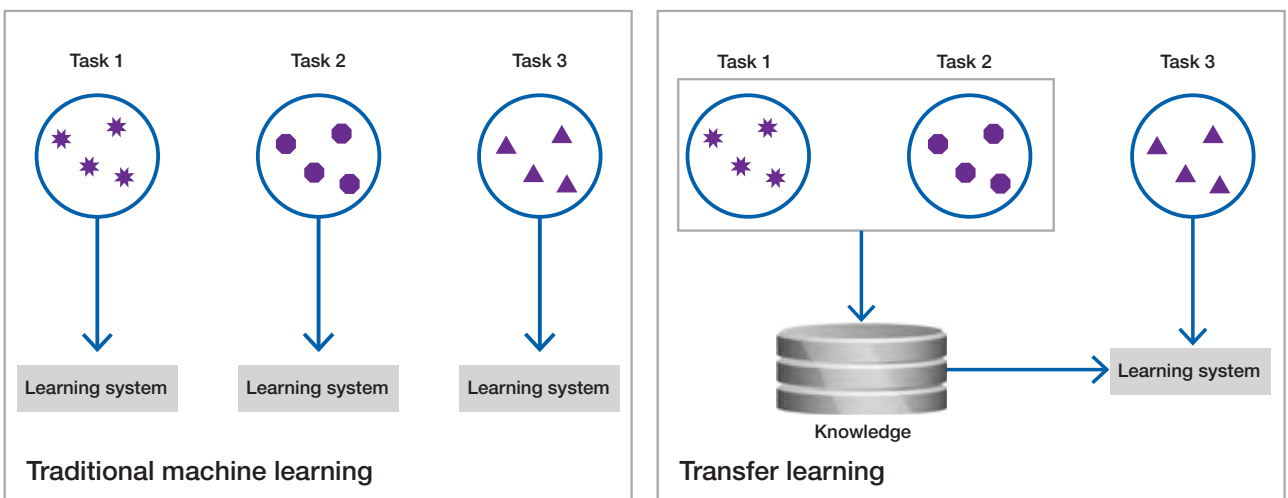 Task 1
Task 2
Task 3
Learning system
Learning system
Learning system
Traditional machine learning
Task 1
Task 2
Task 3
Learning system
Knowledge
Transfer learning